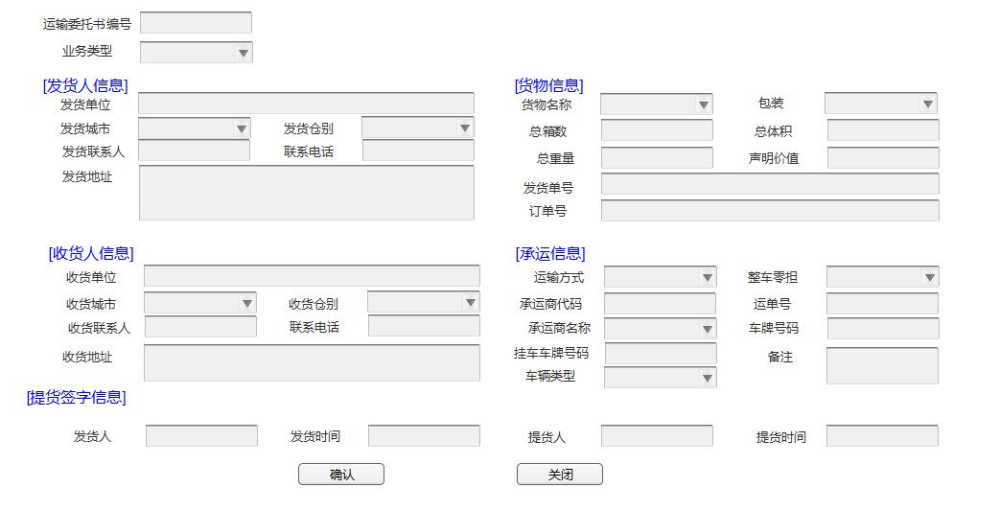 运输委托书编号
业务类型
[发货人信息]
发货单位
发货城市 发货仓别
发货联系人 联系电话
发货地址
[货物信息]
货物名称 包装
总箱数 总体积
总重量 声明价值
发货单号
订单号
[收货人信息]
收货单位
收货城市 收货仓别
收货联系人 联系电话
收货地址
[承运信息]
运输方式 整车零担
承运商代码 运单号
承运商名称 车牌号码
挂车车牌号码 备注
车辆类型
[提货签字信息]
发货人 发货时间 提货人 提货时间
确认 关闭